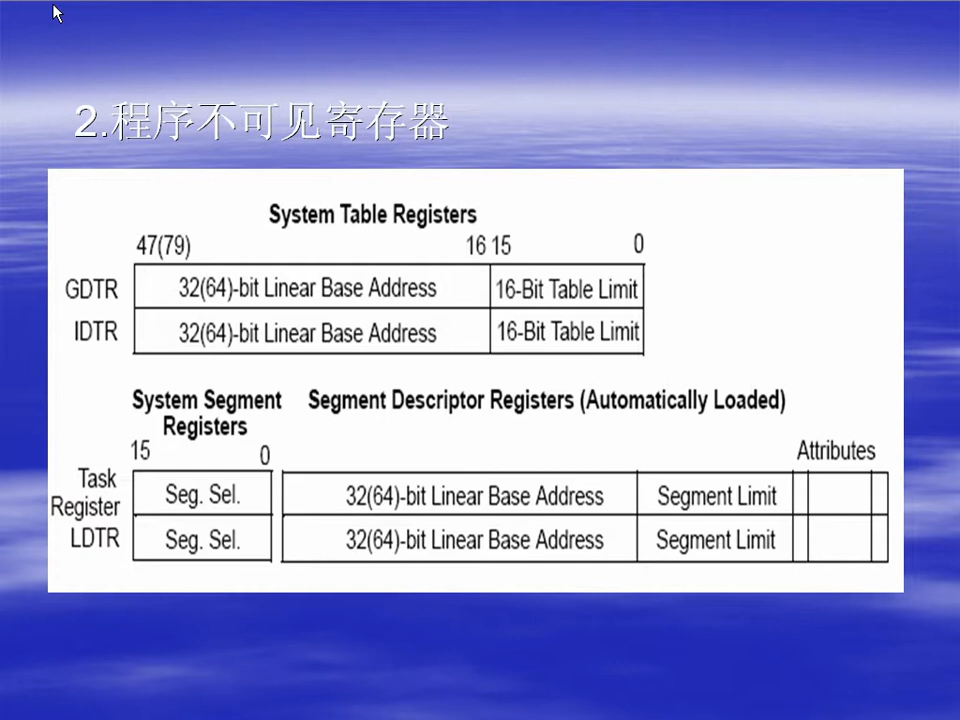 2.程序不可见寄存器
System Table Registers
47(79) 16 15 0
GDTR 32(64)-bit Linear Base Address 16-Bit Table Limit
IDTR 32(64)-bit Linear Base Address 16-Bit Table Limit
System Segment Registers
Segment Descriptor Registers (Automatically Loaded)
15 0 Attributes
Task Register Seg. Sel. 32(64)-bit Linear Base Address Segment Limit
LDTR Seg. Sel. 32(64)-bit Linear Base Address Segment Limit